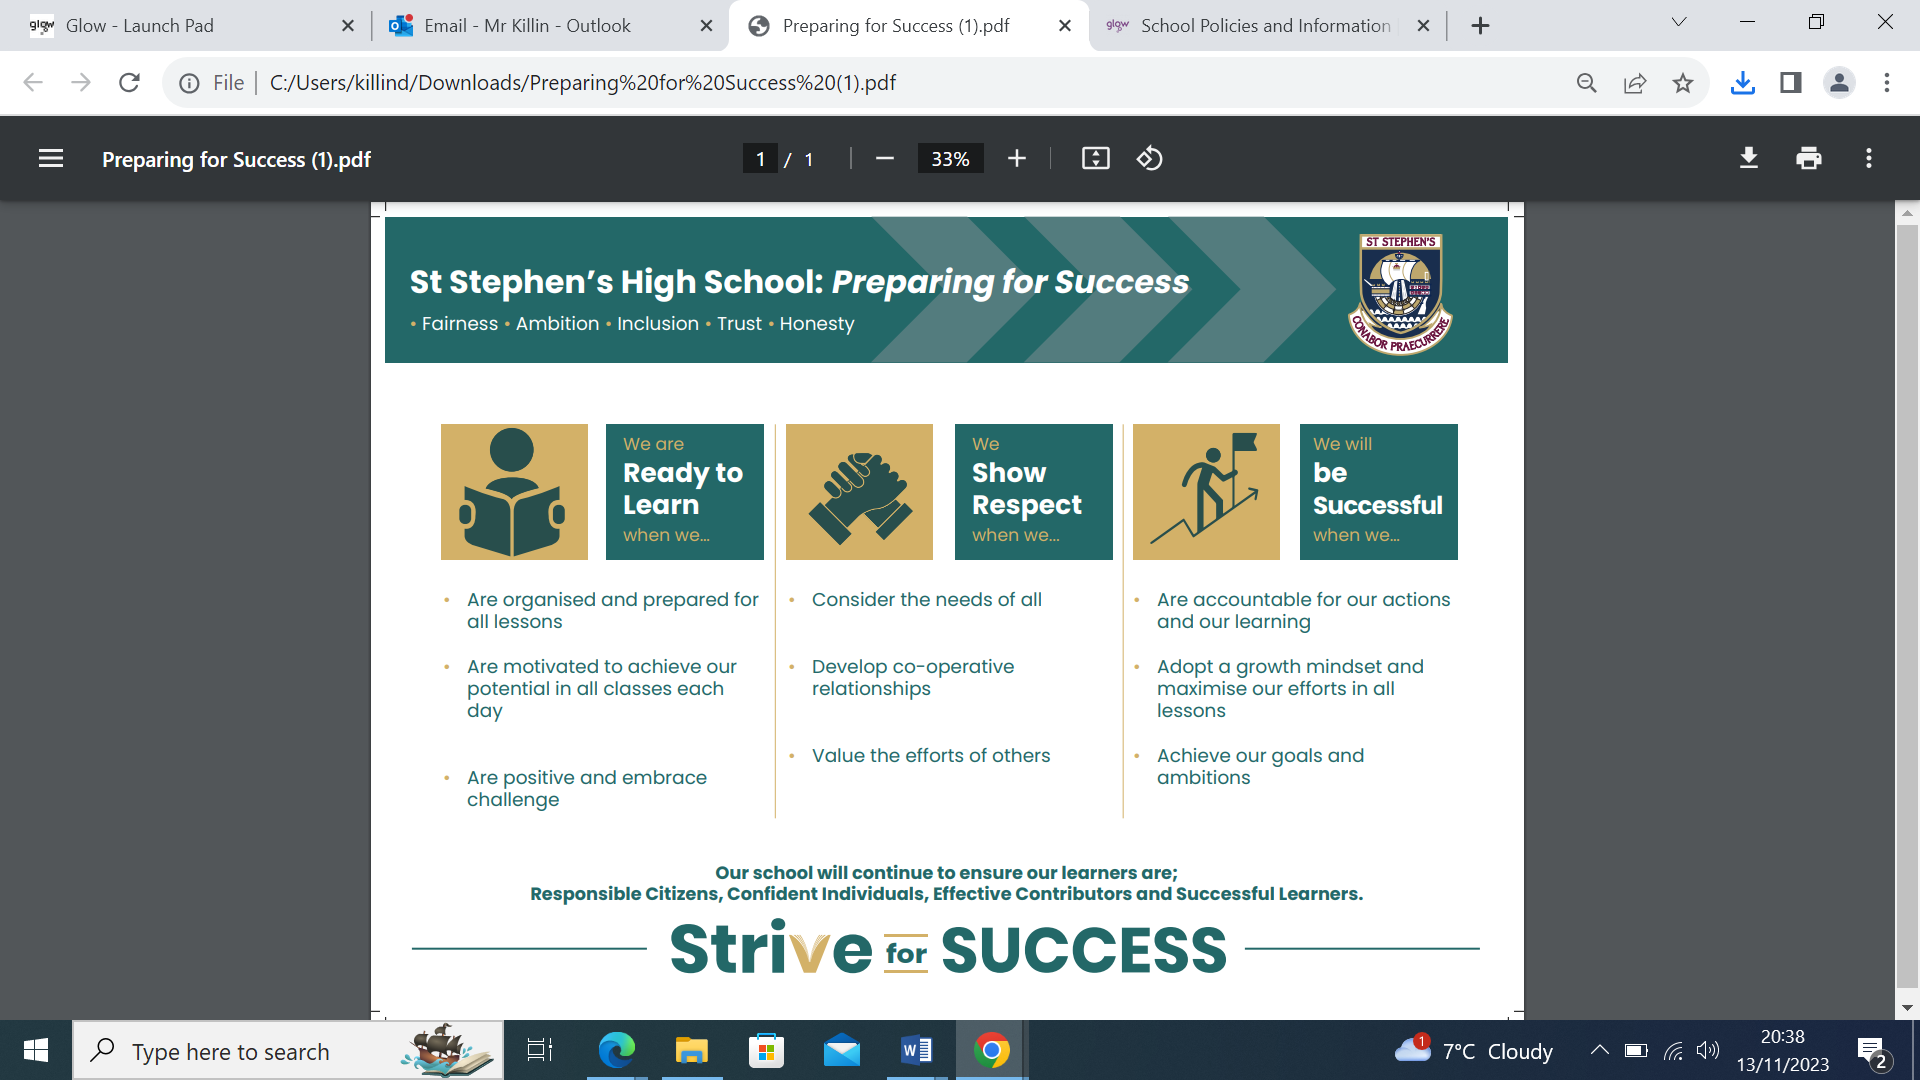 glow Glow - Launch Pad
Email - Mr Killin - Outlook
Preparing for Success (1).pdf
glow School Policies and Information
File
C:/Users/killind/Downloads/Preparing%20for%20Success%20(1).pdf
Preparing for Success (1).pdf
1 / 1
33%
St Stephen's High School: Preparing for Success
• Fairness • Ambition • Inclusion • Trust • Honesty
ST STEPHEN'S
CONABOR PRAECURRERE
We are
Ready to
Learn
when we...
• Are organised and prepared for
all lessons
• Are motivated to achieve our
potential in all classes each
day
• Are positive and embrace
challenge
We
Show
Respect
when we...
• Consider the needs of all
• Develop co-operative
relationships
• Value the efforts of others
We will
be
Successful
when we...
• Are accountable for our actions
and our learning
• Adopt a growth mindset and
maximise our efforts in all
lessons
• Achieve our goals and
ambitions
Our school will continue to ensure our learners are;
Responsible Citizens, Confident Individuals, Effective Contributors and Successful Learners.
Strive for SUCCESS
Type here to search
1
7°C Cloudy
20:38
13/11/2023
2